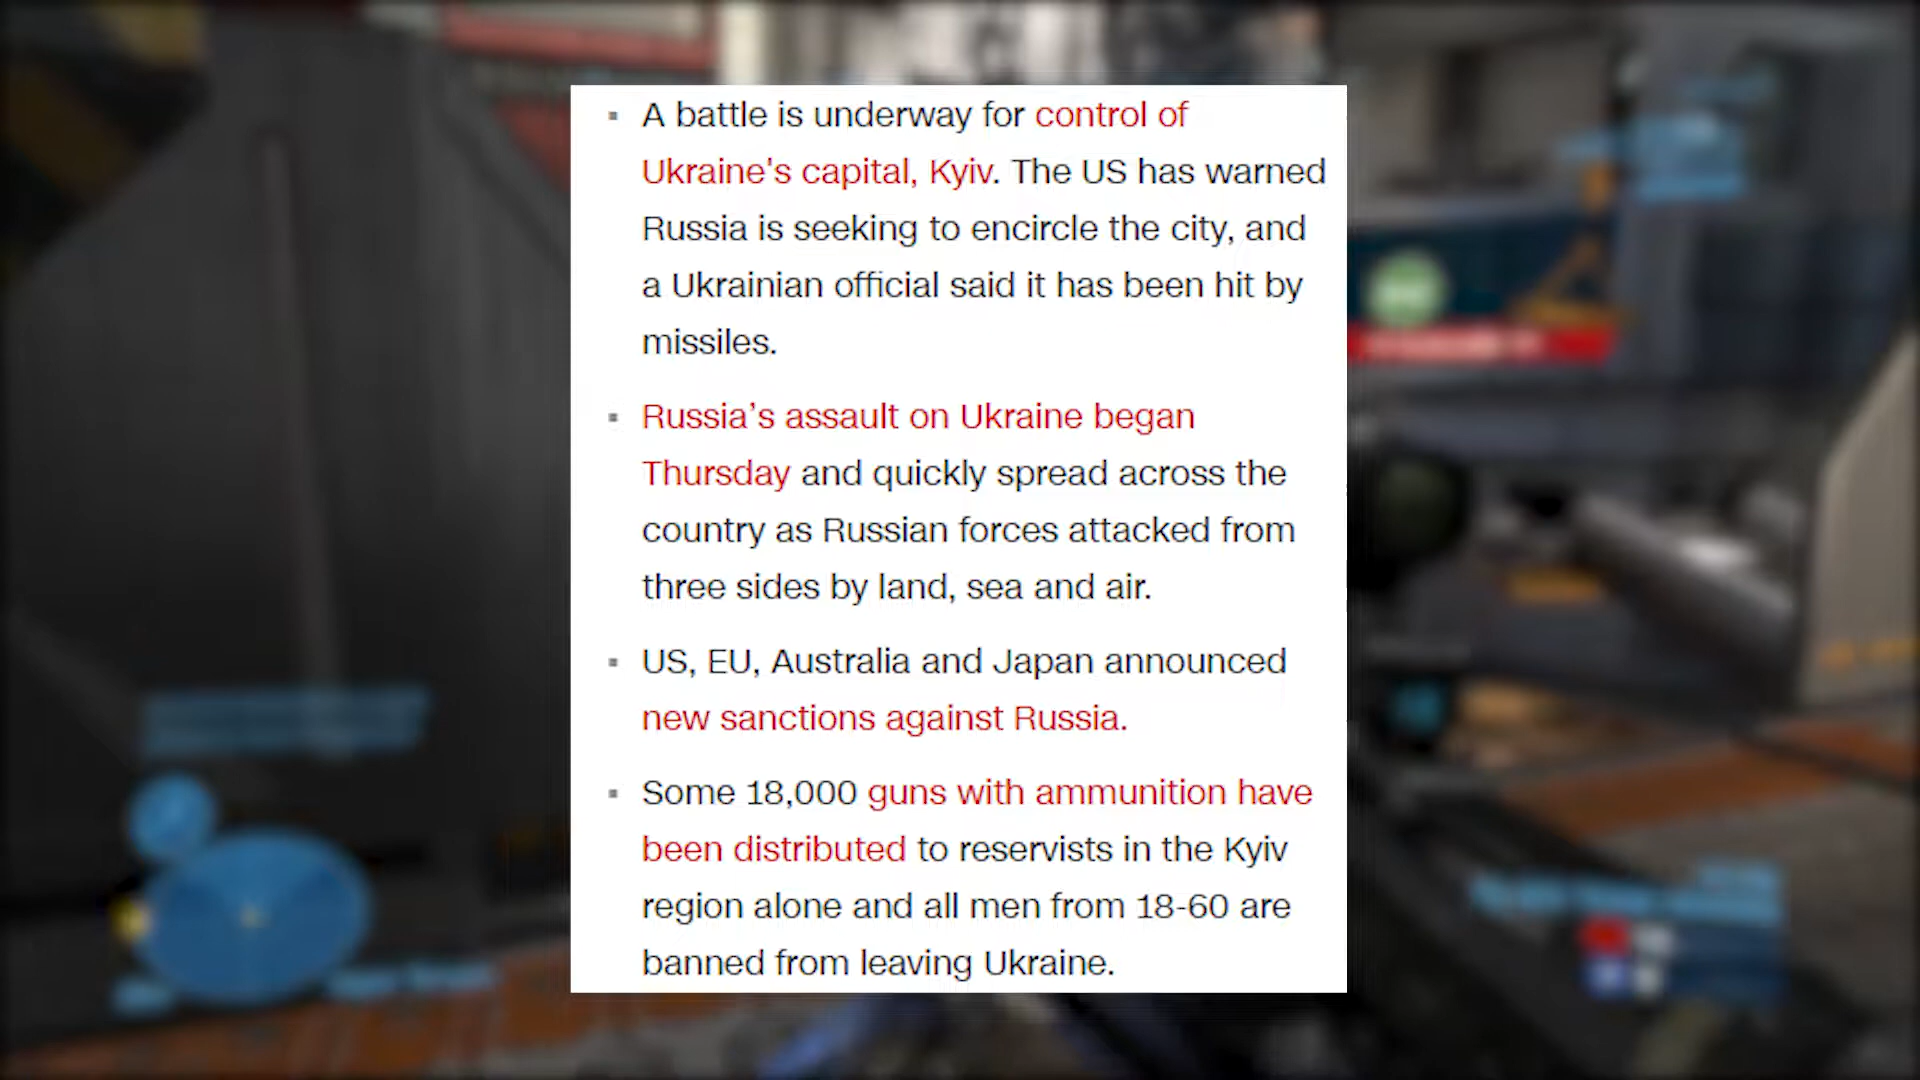 A battle is underway for control of
Ukraine's capital, Kyiv. The US has warned
Russia is seeking to encircle the city, and
a Ukrainian official said it has been hit by
missiles.
Russia's assault on Ukraine began
Thursday and quickly spread across the
country as Russian forces attacked from
three sides by land, sea and air.
US, EU, Australia and Japan announced
new sanctions against Russia.
Some 18,000 guns with ammunition have
been distributed to reservists in the Kyiv
region alone and all men from 18-60 are
banned from leaving Ukraine.